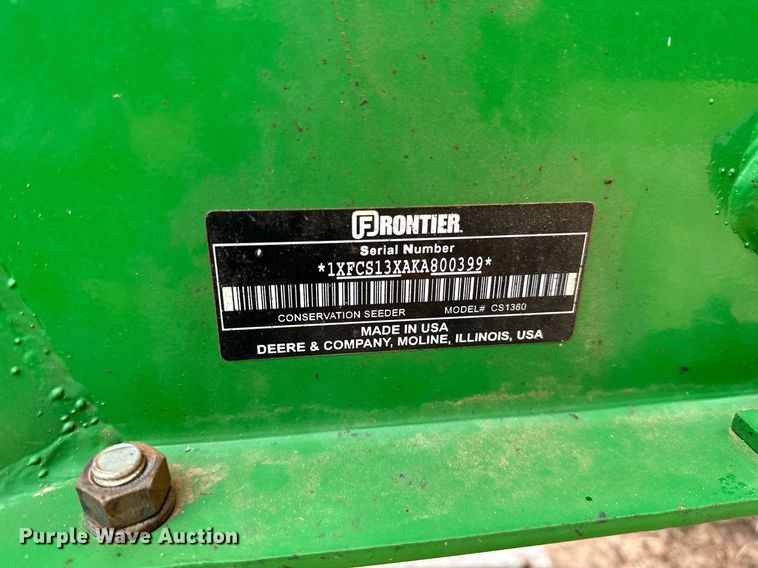 FRONTIER
Serial Number
*1XFCS13XAKA800399*
CONSERVATION SEEDER MODEL# CS1360
MADE IN USA
DEERE & COMPANY, MOLINE, ILLINOIS, USA
Purple Wave Auction